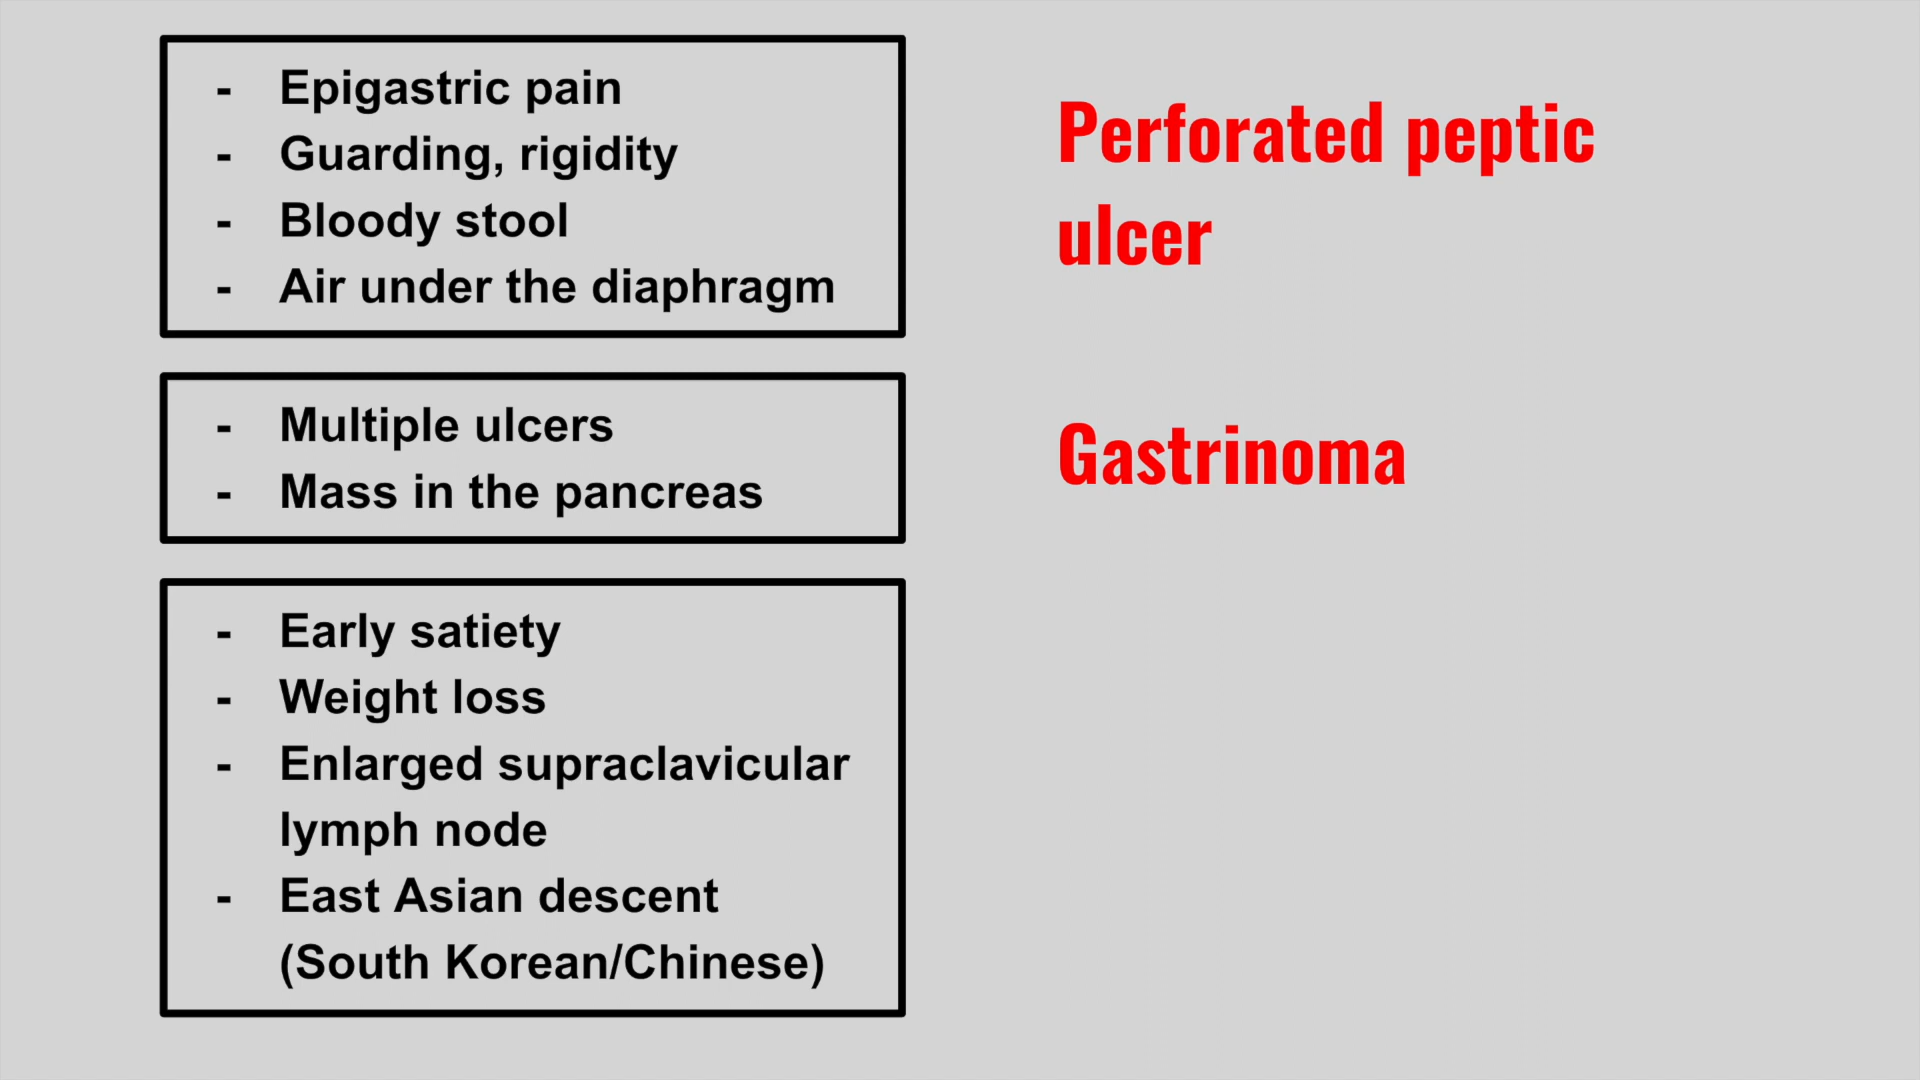 - Epigastric pain
- Guarding, rigidity
- Bloody stool
- Air under the diaphragm
Perforated peptic
ulcer
- Multiple ulcers
- Mass in the pancreas
Gastrinoma
- Early satiety
- Weight loss
- Enlarged supraclavicular
lymph node
- East Asian descent
(South Korean/Chinese)